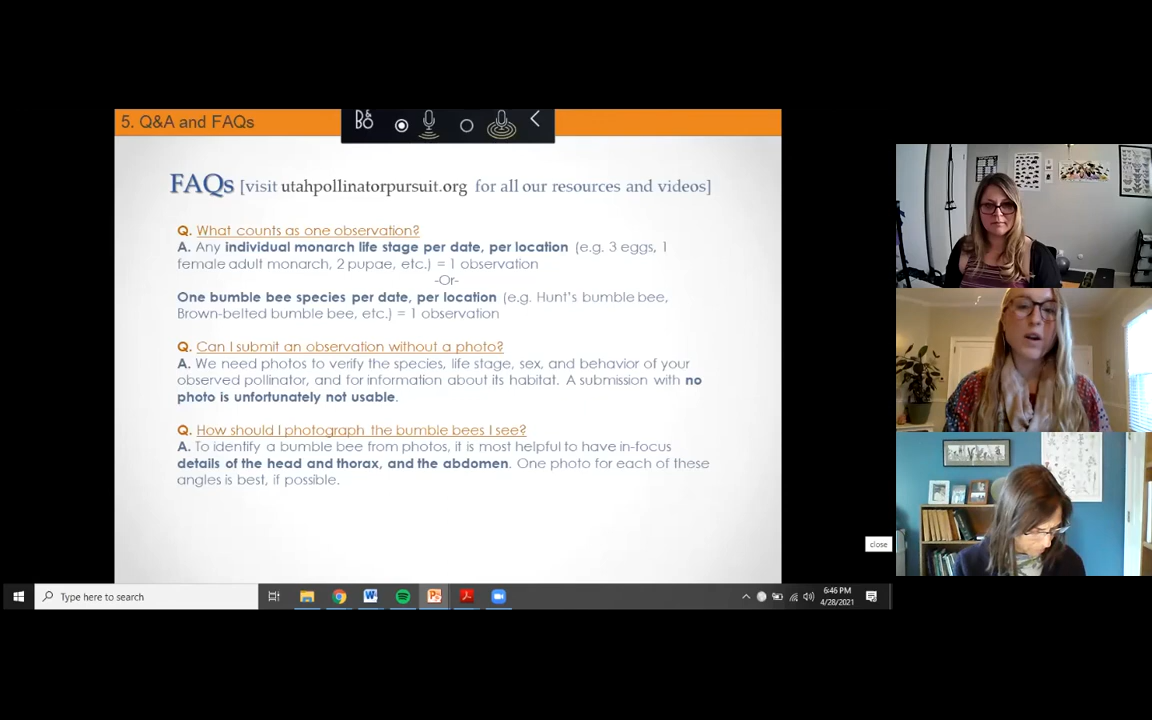 5. Q&A and FAQs
FAQs [visit utahpollinatorpursuit.org for all our resources and videos]
Q. What counts as one observation?
A. Any individual monarch life stage per date, per location (e.g. 3 eggs, 1
female adult monarch, 2 pupae, etc.) = 1 observation
-Or-
One bumble bee species per date, per location (e.g. Hunt's bumble bee,
Brown-belted bumble bee, etc.) = 1 observation
Q. Can I submit an observation without a photo?
A. We need photos to verify the species, life stage, sex, and behavior of your
observed pollinator, and for information about its habitat. A submission with no
photo is unfortunately not usable.
Q. How should I photograph the bumble bees I see?
A. To identify a bumble bee from photos, it is most helpful to have in-focus
details of the head and thorax, and the abdomen. One photo for each of these
angles is best, if possible.
close
Type here to search
6:46 PM
4/28/2021